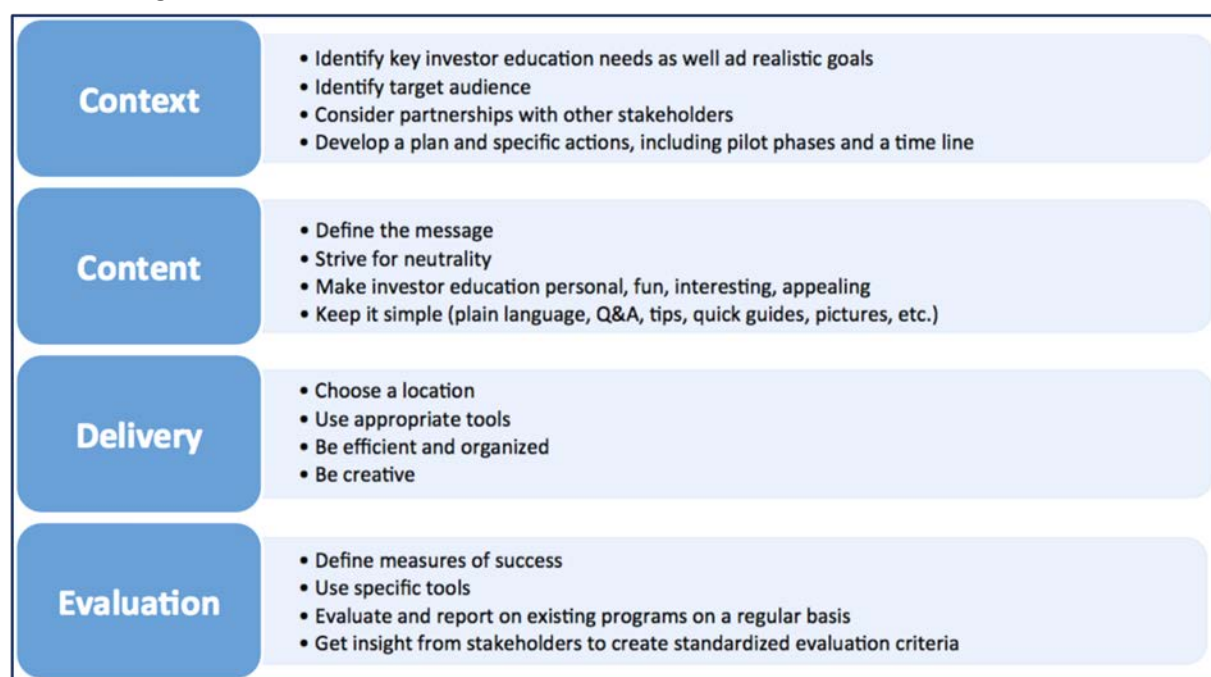 Context
• Identify key investor education needs as well ad realistic goals
• Identify target audience
• Consider partnerships with other stakeholders
• Develop a plan and specific actions, including pilot phases and a time line
Content
• Define the message
• Strive for neutrality
• Make investor education personal, fun, interesting, appealing
• Keep it simple (plain language, Q&A, tips, quick guides, pictures, etc.)
Delivery
• Choose a location
• Use appropriate tools
• Be efficient and organized
• Be creative
Evaluation
• Define measures of success
• Use specific tools
• Evaluate and report on existing programs on a regular basis
• Get insight from stakeholders to create standardized evaluation criteria